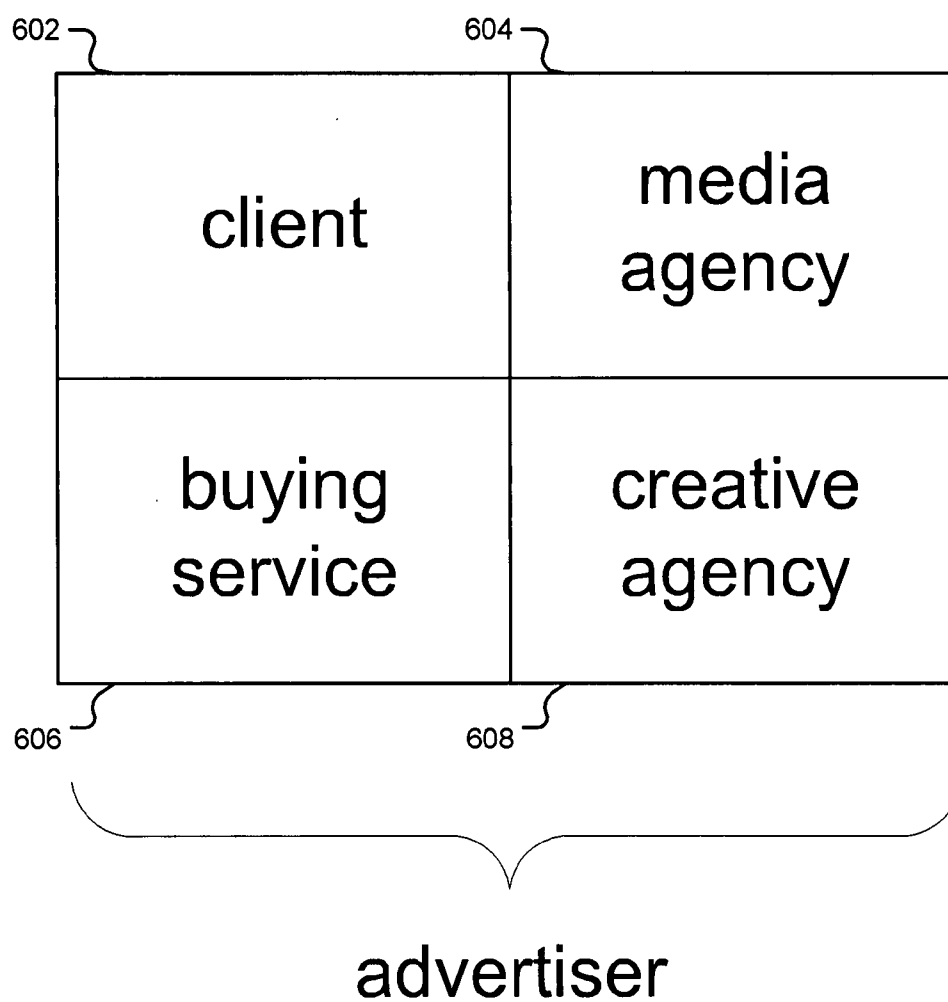 602
604
client
media
agency
buying
service
creative
agency
606
608
advertiser